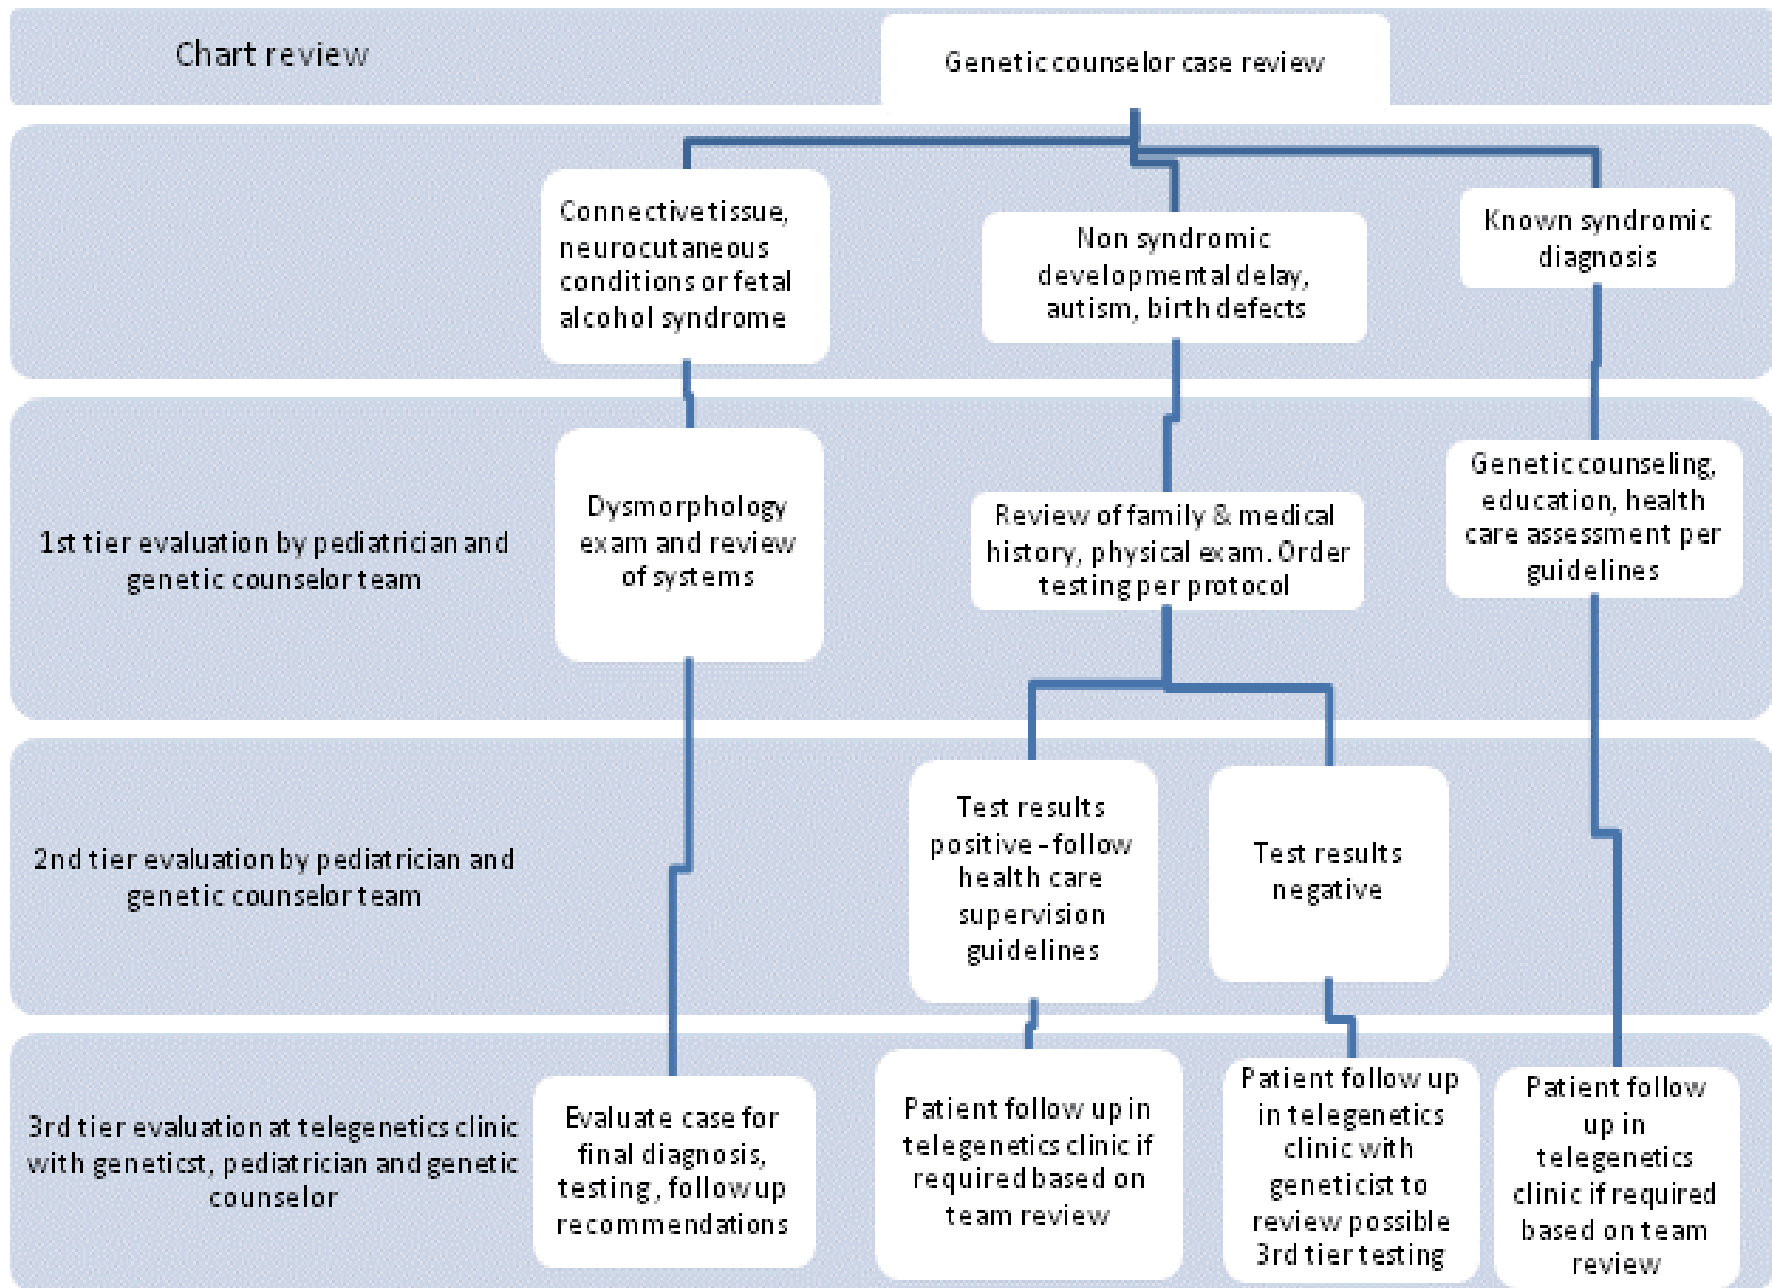 Chart review
Genetic counselor case review
Connective tissue,
neurocutaneous
conditions or fetal
alcohol syndrome
Non syndromic
developmental delay,
autism, birth defects
Known syndromic
diagnosis
1st tier evaluation by pediatrician and
genetic counselor team
Dysmorphology
exam and review
of systems
Review of family & medical
history, physical exam. Order
testing per protocol
Genetic counseling,
education, health
care assessment per
guidelines
2nd tier evaluation by pediatrician and
genetic counselor team
Test results
positive - follow
health care
supervision
guidelines
Test results
negative
3rd tier evaluation at telegenetics clinic
with geneticst, pediatrician and genetic
counselor
Evaluate case for
final diagnosis,
testing, follow up
recommendations
Patient follow up in
telegenetics clinic if
required based on
team review
Patient follow up
in telegenetics
clinic with
geneticist to
review possible
3rd tier testing
Patient follow
up in
telegenetics
clinic if required
based on team
review